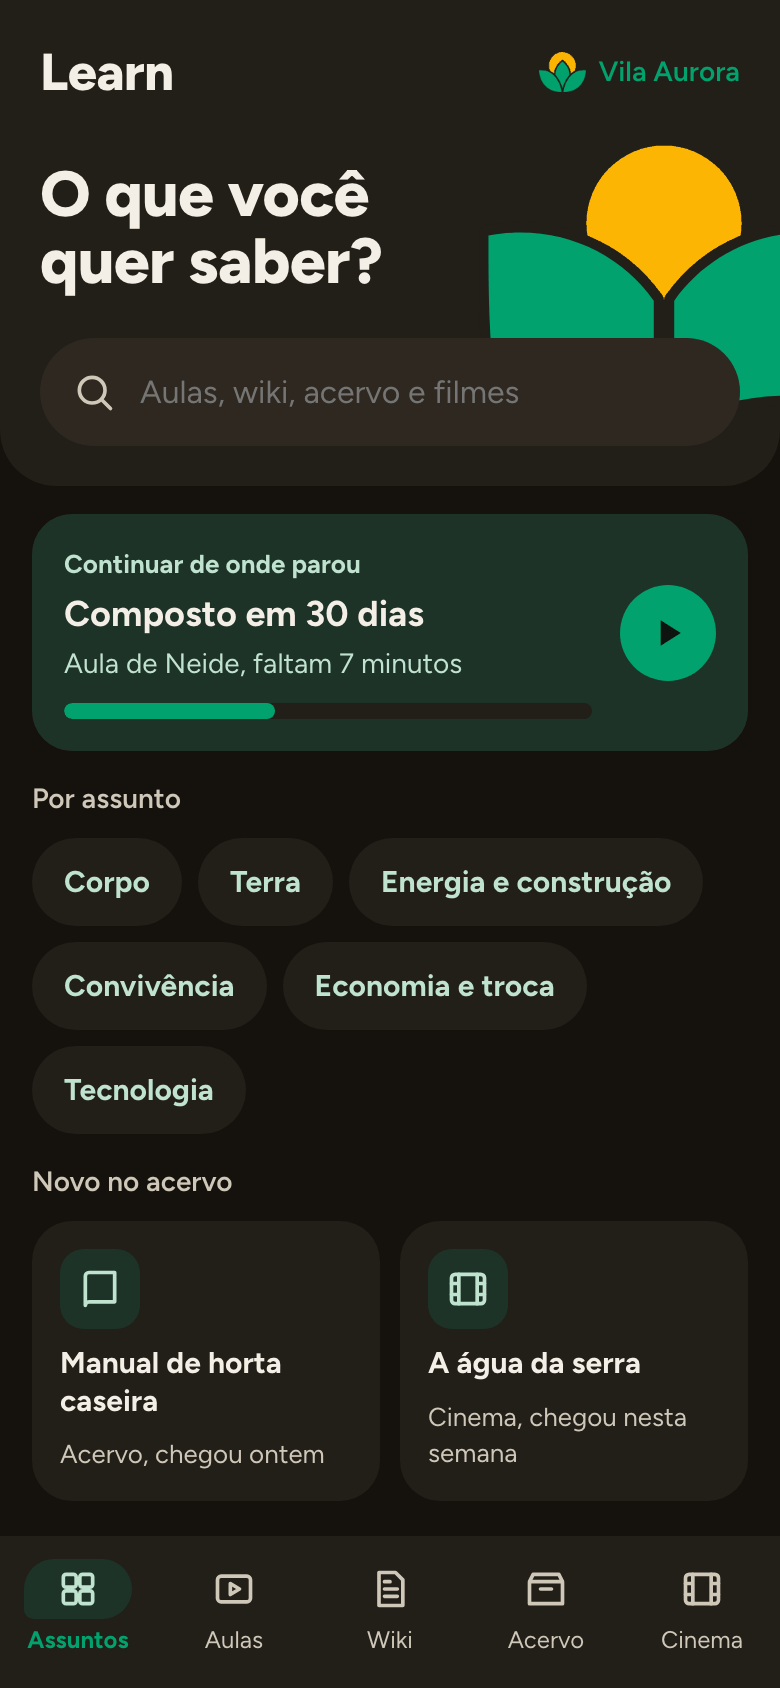 Learn
Vila Aurora
O que você
quer saber?
Aulas, wiki, acervo e filmes
Continuar de onde parou
Composto em 30 dias
Aula de Neide, faltam 7 minutos
Por assunto
Corpo
Terra
Energia e construção
Convivência
Economia e troca
Tecnologia
Novo no acervo
Manual de horta
caseira
Acervo, chegou ontem
A água da serra
Cinema, chegou nesta
semana
Assuntos
Aulas
Wiki
Acervo
Cinema